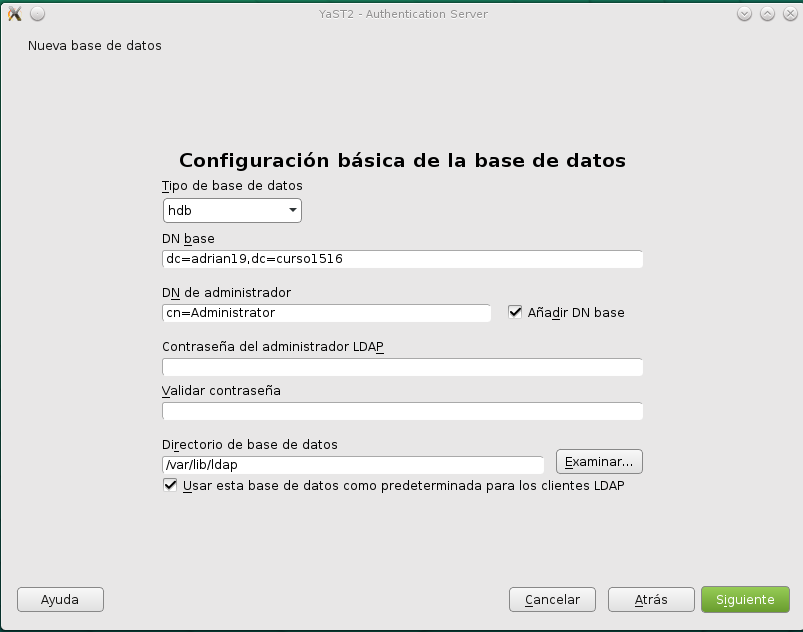 YaST2 - Authentication Server
Nueva base de datos
Configuración básica de la base de datos
Tipo de base de datos
hdb
DN base
dc=adrian19,dc=curso1516
DN de administrador
cn=Administrator
Añadir DN base
Contraseña del administrador LDAP
Validar contraseña
Directorio de base de datos
/var/lib/ldap
Examinar...
Usar esta base de datos como predeterminada para los clientes LDAP
Ayuda
Cancelar
Atrás
Siguiente